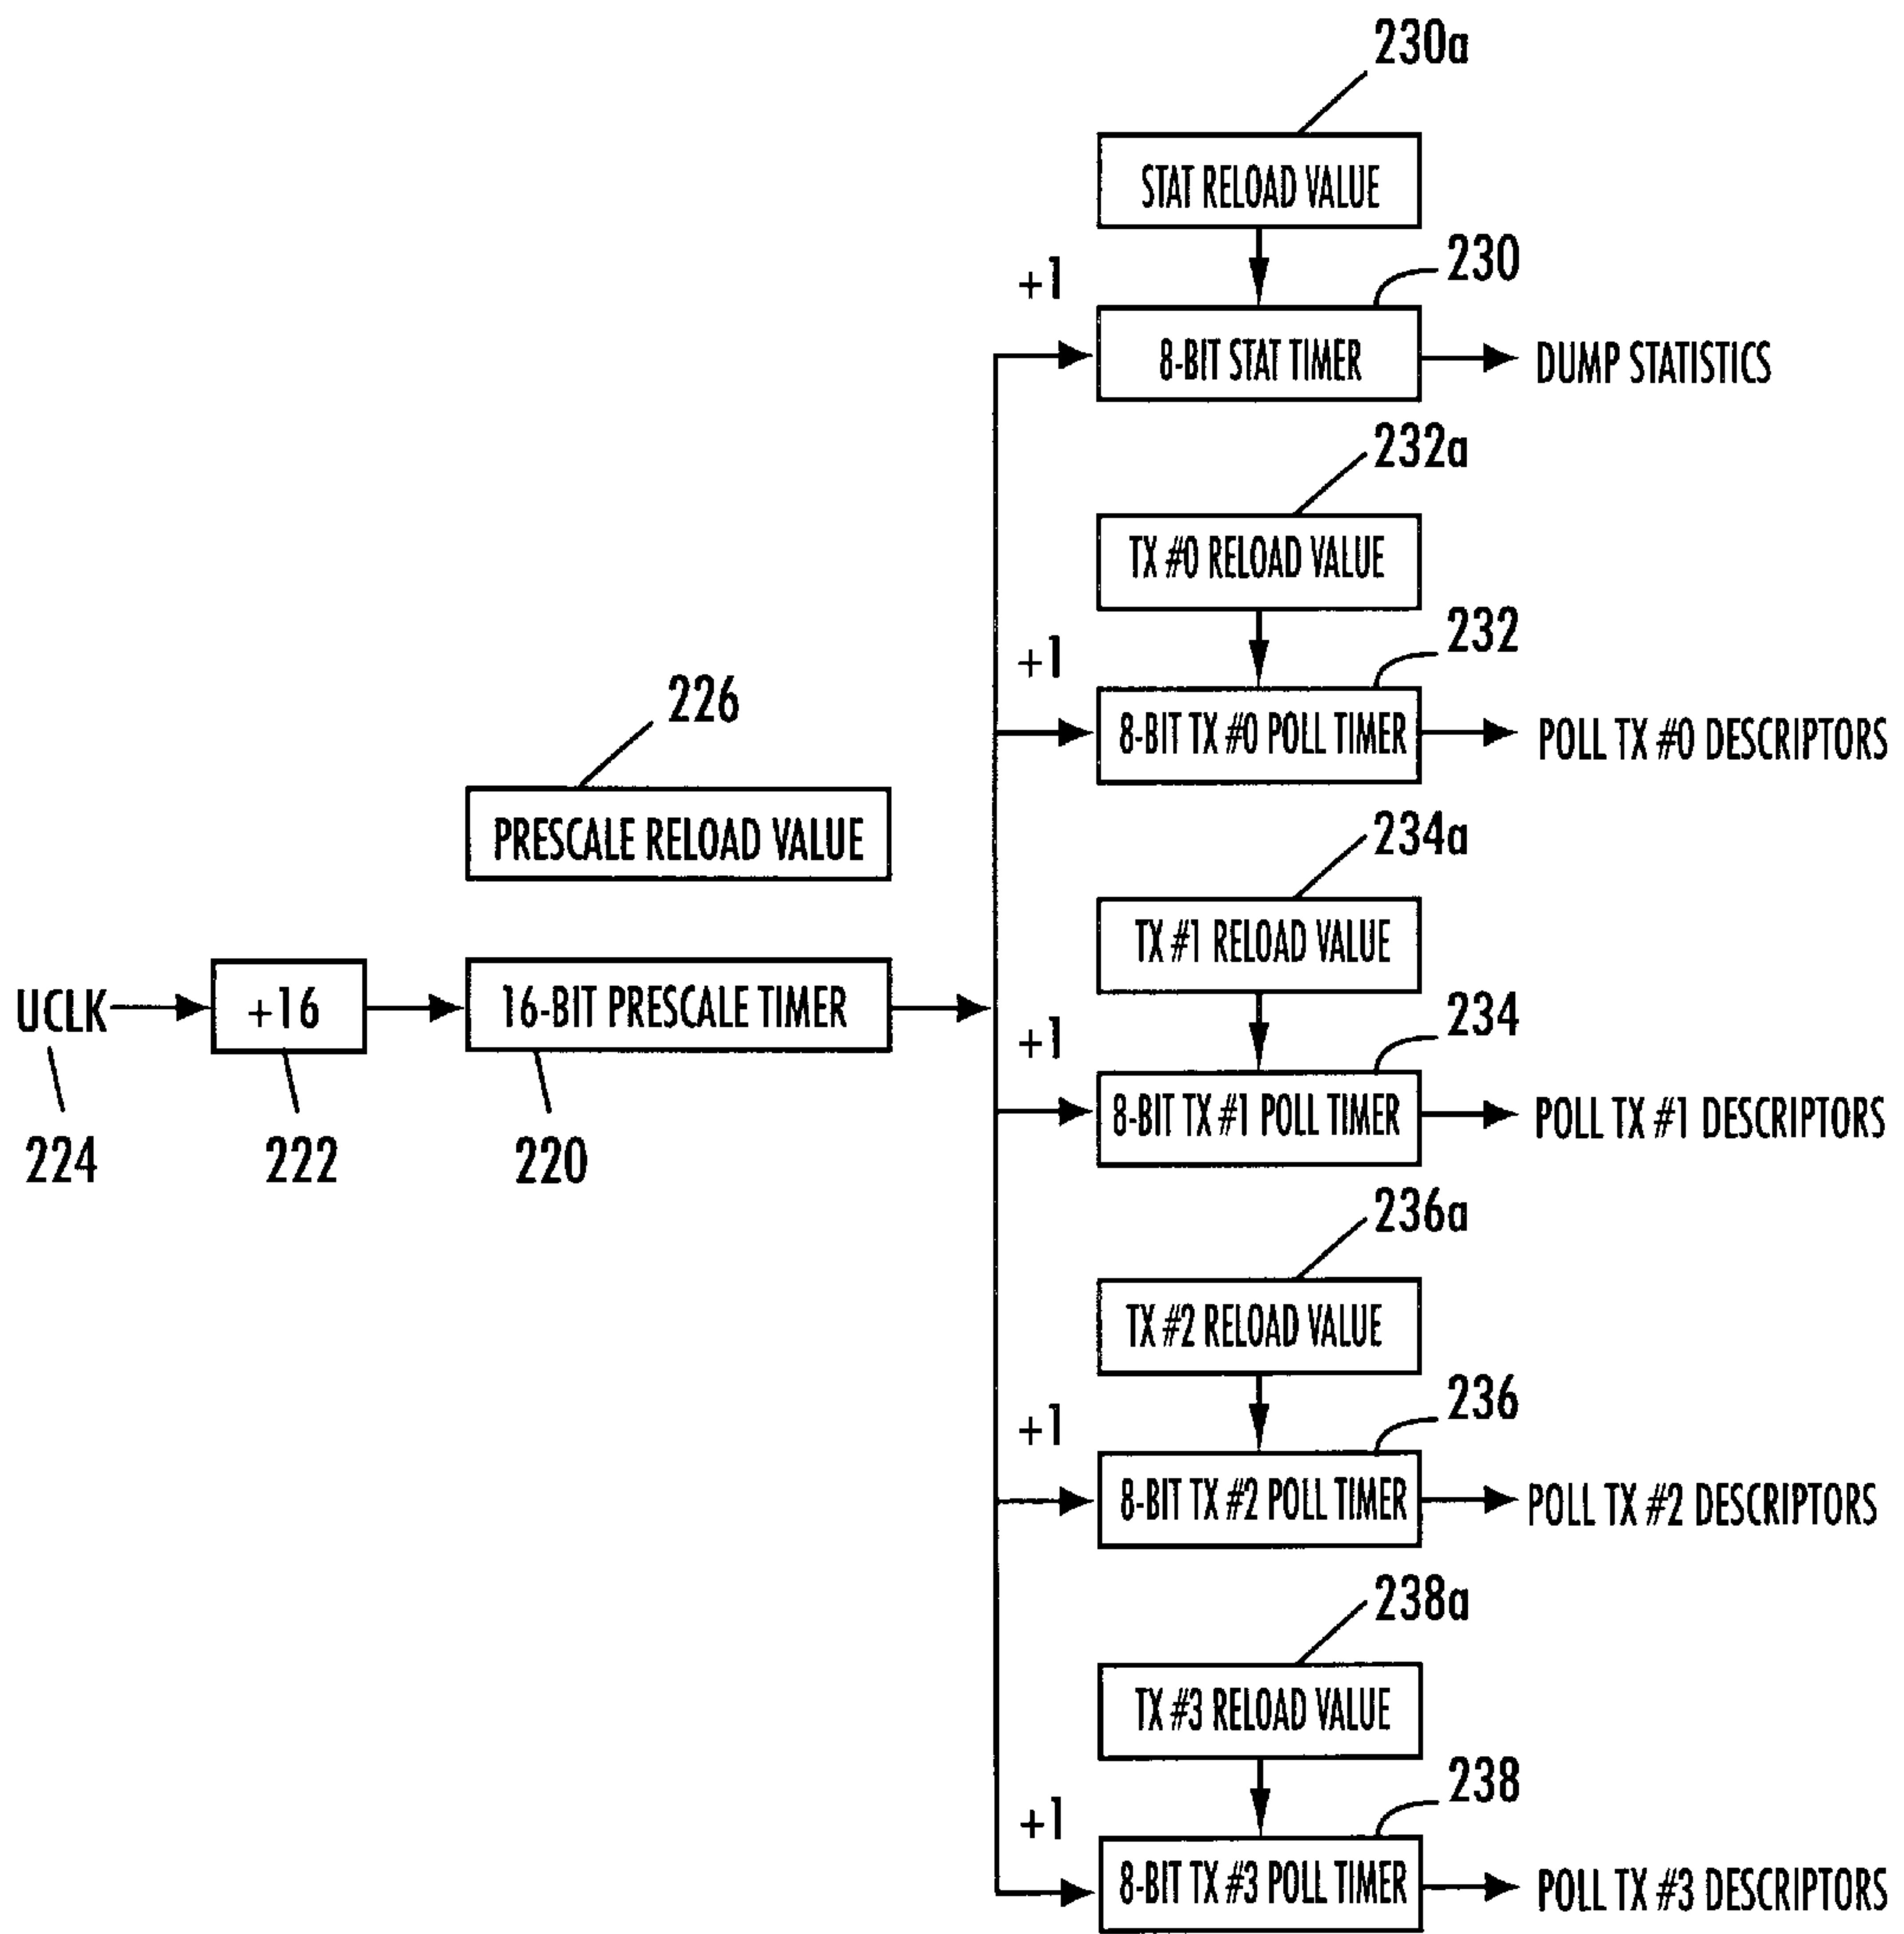 230a
STAT RELOAD VALUE
230
+1
8-BIT STAT TIMER
DUMP STATISTICS
232a
TX #0 RELOAD VALUE
232
+1
8-BIT TX #0 POLL TIMER
POLL TX #0 DESCRIPTORS
226
PRESCALE RELOAD VALUE
234a
TX #1 RELOAD VALUE
UCLK
+16
16-BIT PRESCALE TIMER
234
+1
8-BIT TX #1 POLL TIMER
POLL TX #1 DESCRIPTORS
224
222
220
236a
TX #2 RELOAD VALUE
236
+1
8-BIT TX #2 POLL TIMER
POLL TX #2 DESCRIPTORS
238a
TX #3 RELOAD VALUE
238
+1
8-BIT TX #3 POLL TIMER
POLL TX #3 DESCRIPTORS